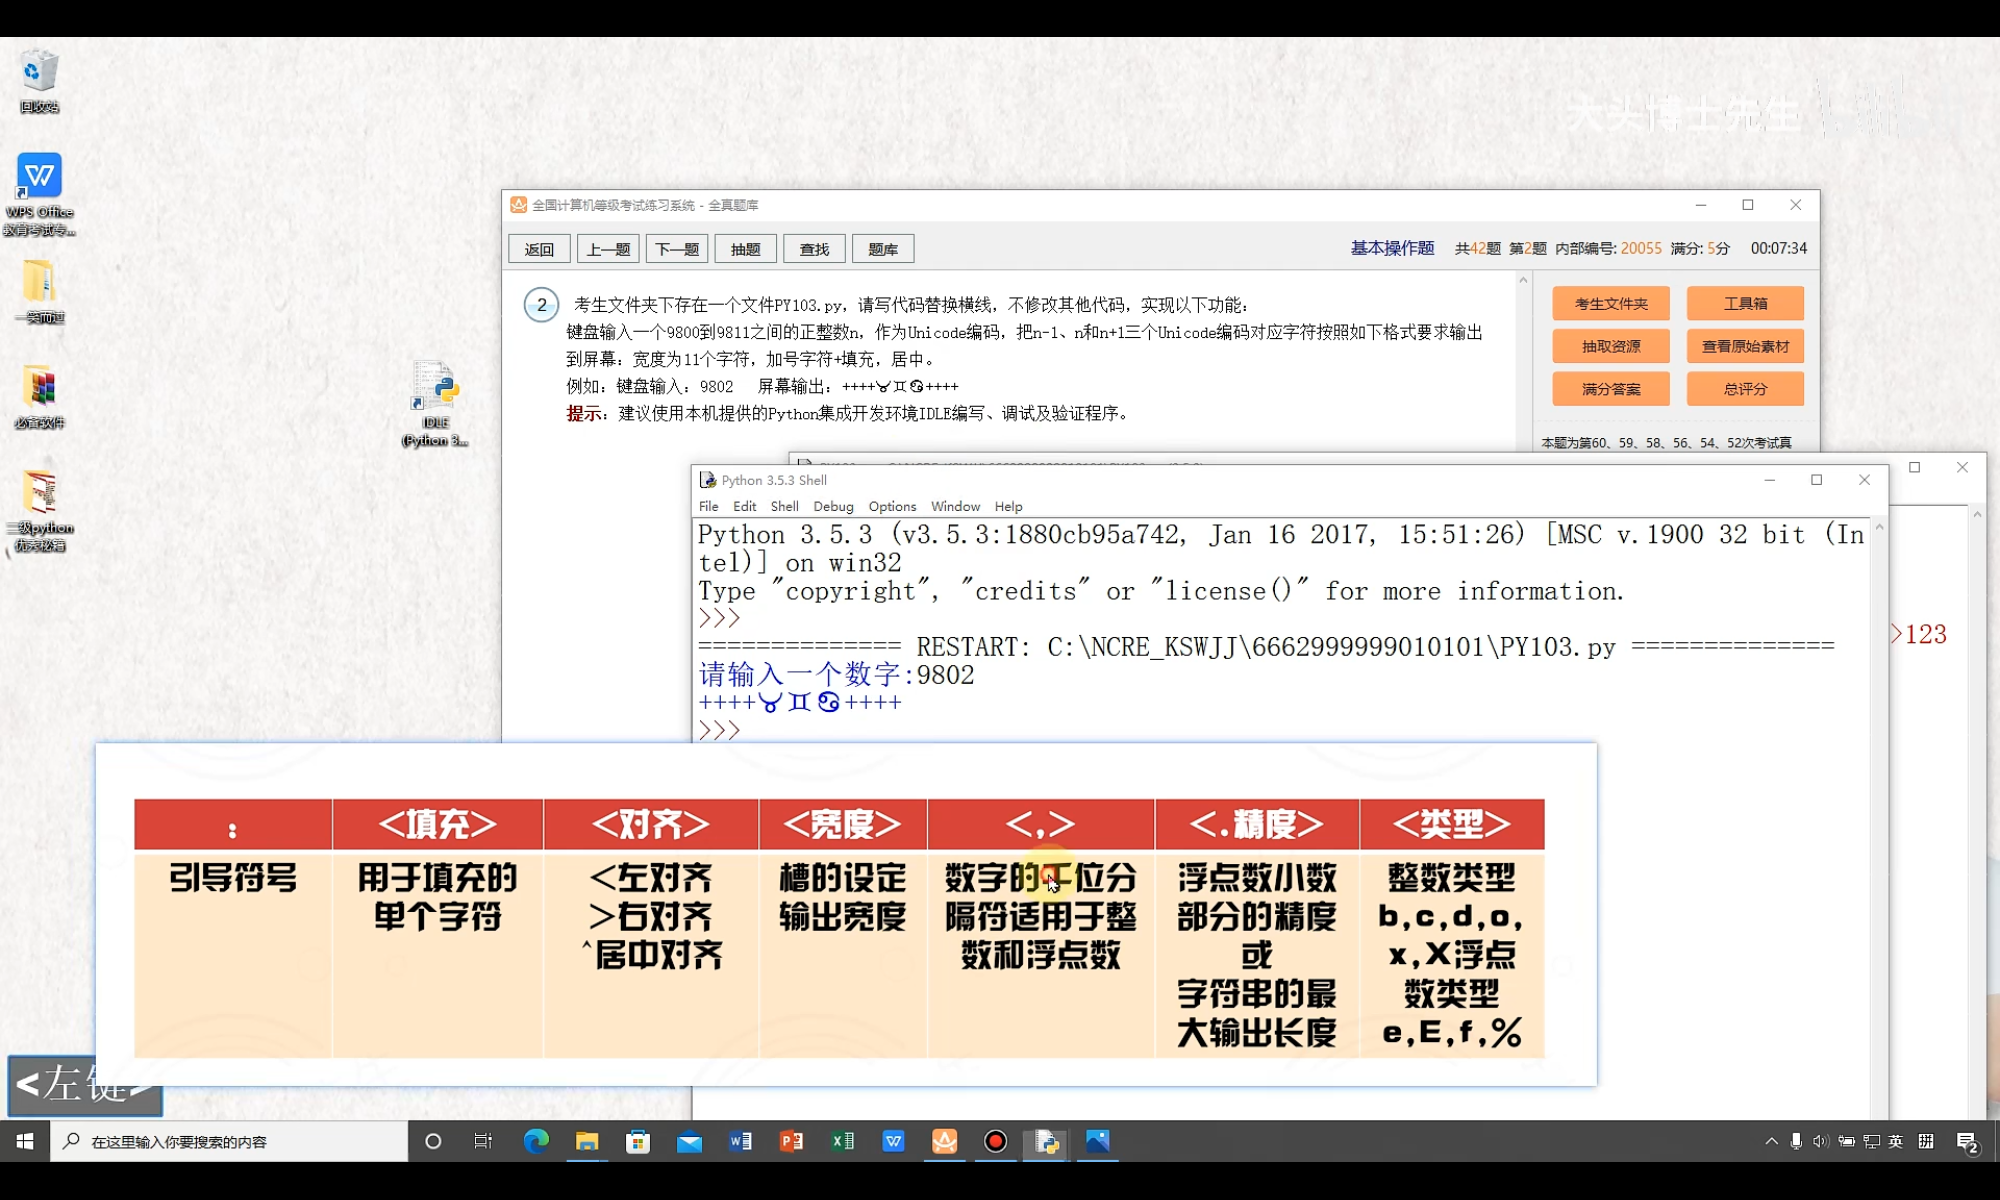 回收站
大头博士先生
WPS Office
教育考试专...
一笑而过
必备软件
二级python
优秀秘籍
IDLE
(Python 3...
全国计算机等级考试练习系统 - 全真题库
返回 上一题 下一题 抽题 查找 题库
基本操作题 共42题 第2题 内部编号: 20055 满分: 5分 00:07:34
2 考生文件夹下存在一个文件PY103.py，请写代码替换横线，不修改其他代码，实现以下功能：
键盘输入一个9800到9811之间的正整数n，作为Unicode编码，把n-1、n和n+1三个Unicode编码对应字符按照如下格式要求输出
到屏幕：宽度为11个字符，加号字符+填充，居中。
例如：键盘输入：9802 屏幕输出：++++♉♊♋++++
提示：建议使用本机提供的Python集成开发环境IDLE编写、调试及验证程序。
考生文件夹 工具箱
抽取资源 查看原始素材
满分答案 总评分
本题为第60、59、58、56、54、52次考试真
Python 3.5.3 Shell
File Edit Shell Debug Options Window Help
Python 3.5.3 (v3.5.3:1880cb95a742, Jan 16 2017, 15:51:26) [MSC v.1900 32 bit (In
tel)] on win32
Type "copyright", "credits" or "license()" for more information.
>>>
============== RESTART: C:\NCRE_KSWJJ\6662999999010101\PY103.py ==============
请输入一个数字:9802
++++♉♊♋++++
>>>
>123
: <填充> <对齐> <宽度> <,> <.精度> <类型>
引导符号 用于填充的 <左对齐 槽的设定 数字的千位分 浮点数小数 整数类型
单个字符 >右对齐 输出宽度 隔符适用于整 部分的精度 b,c,d,o,
^居中对齐 数和浮点数 或 x,X浮点
字符串的最 数类型
大输出长度 e,E,f,%
<左键>
在这里输入你要搜索的内容
英
拼
2